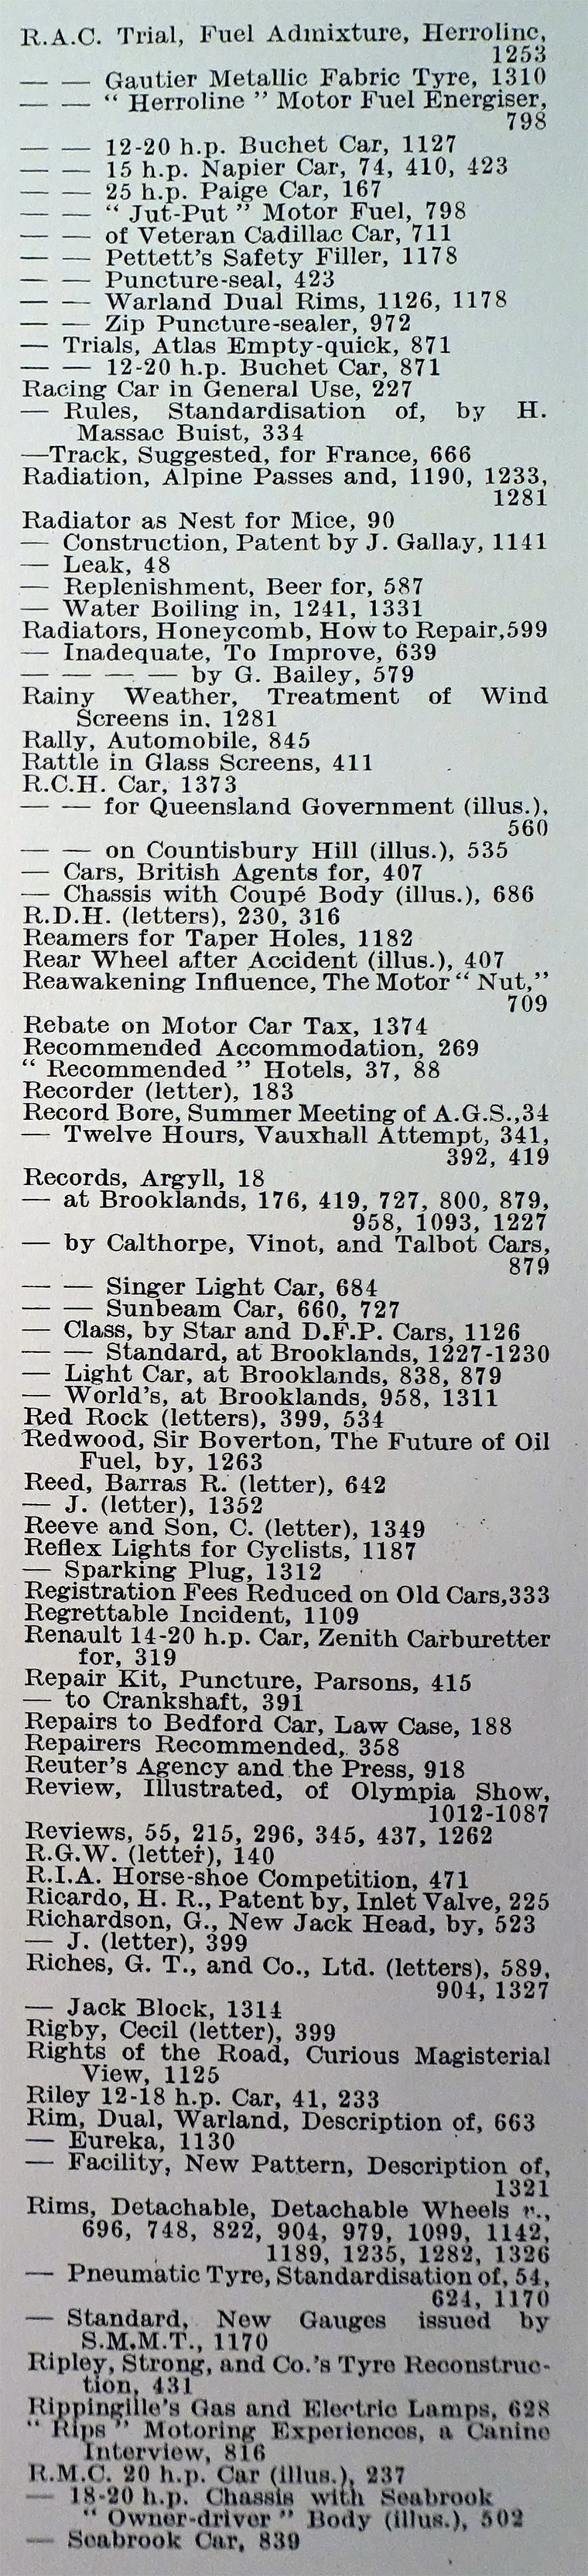 R.A.C. Trial, Fuel Admixture, Herroline,
1253
— — Gautier Metallic Fabric Tyre, 1310
— — “ Herroline ” Motor Fuel Energiser,
798
— — 12-20 h.p. Buchet Car, 1127
— — 15 h.p. Napier Car, 74, 410, 423
— — 25 h.p. Paige Car, 167
— — “ Jut-Put ” Motor Fuel, 798
— — of Veteran Cadillac Car, 711
— — Pettett's Safety Filler, 1178
— — Puncture-seal, 423
— — Warland Dual Rims, 1126, 1178
— — Zip Puncture-sealer, 972
— Trials, Atlas Empty-quick, 871
— — 12-20 h.p. Buchet Car, 871
Racing Car in General Use, 227
— Rules, Standardisation of, by H.
Massac Buist, 334
—Track, Suggested, for France, 666
Radiation, Alpine Passes and, 1190, 1233,
1281
Radiator as Nest for Mice, 90
— Construction, Patent by J. Gallay, 1141
— Leak, 48
— Replenishment, Beer for, 587
— Water Boiling in, 1241, 1331
Radiators, Honeycomb, How to Repair,599
— Inadequate, To Improve, 639
— — — — by G. Bailey, 579
Rainy Weather, Treatment of Wind
Screens in, 1281
Rally, Automobile, 845
Rattle in Glass Screens, 411
R.C.H. Car, 1373
— — for Queensland Government (illus.),
560
— — on Countisbury Hill (illus.), 535
— Cars, British Agents for, 407
— Chassis with Coupé Body (illus.), 686
R.D.H. (letters), 230, 316
Reamers for Taper Holes, 1182
Rear Wheel after Accident (illus.), 407
Reawakening Influence, The Motor “ Nut,”
709
Rebate on Motor Car Tax, 1374
Recommended Accommodation, 269
“ Recommended ” Hotels, 37, 88
Recorder (letter), 183
Record Bore, Summer Meeting of A.G.S.,34
— Twelve Hours, Vauxhall Attempt, 341,
392, 419
Records, Argyll, 18
— at Brooklands, 176, 419, 727, 800, 879,
958, 1093, 1227
— by Calthorpe, Vinot, and Talbot Cars,
879
— — Singer Light Car, 684
— — Sunbeam Car, 660, 727
— Class, by Star and D.F.P. Cars, 1126
— — Standard, at Brooklands, 1227-1230
— Light Car, at Brooklands, 838, 879
— World's, at Brooklands, 958, 1311
Red Rock (letters), 399, 534
Redwood, Sir Boverton, The Future of Oil
Fuel, by, 1263
Reed, Barras R. (letter), 642
— J. (letter), 1352
Reeve and Son, C. (letter), 1349
Reflex Lights for Cyclists, 1187
— Sparking Plug, 1312
Registration Fees Reduced on Old Cars,333
Regrettable Incident, 1109
Renault 14-20 h.p. Car, Zenith Carburetter
for, 319
Repair Kit, Puncture, Parsons, 415
— to Crankshaft, 391
Repairs to Bedford Car, Law Case, 188
Repairers Recommended, 358
Reuter's Agency and the Press, 918
Review, Illustrated, of Olympia Show,
1012-1087
Reviews, 55, 215, 296, 345, 437, 1262
R.G.W. (letter), 140
R.I.A. Horse-shoe Competition, 471
Ricardo, H. R., Patent by, Inlet Valve, 225
Richardson, G., New Jack Head, by, 523
— J. (letter), 399
Riches, G. T., and Co., Ltd. (letters), 589,
904, 1327
— Jack Block, 1314
Rigby, Cecil (letter), 399
Rights of the Road, Curious Magisterial
View, 1125
Riley 12-18 h.p. Car, 41, 233
Rim, Dual, Warland, Description of, 663
— Eureka, 1130
— Facility, New Pattern, Description of,
1321
Rims, Detachable, Detachable Wheels v.,
696, 748, 822, 904, 979, 1099, 1142,
1189, 1235, 1282, 1326
— Pneumatic Tyre, Standardisation of, 54,
624, 1170
— Standard, New Gauges issued by
S.M.M.T., 1170
Ripley, Strong, and Co.'s Tyre Reconstruc-
tion, 431
Rippingille's Gas and Electric Lamps, 628
“ Rips ” Motoring Experiences, a Canine
Interview, 816
R.M.C. 20 h.p. Car (illus.), 237
— 18-20 h.p. Chassis with Seabrook
“ Owner-driver ” Body (illus.), 502
— Seabrook Car, 839